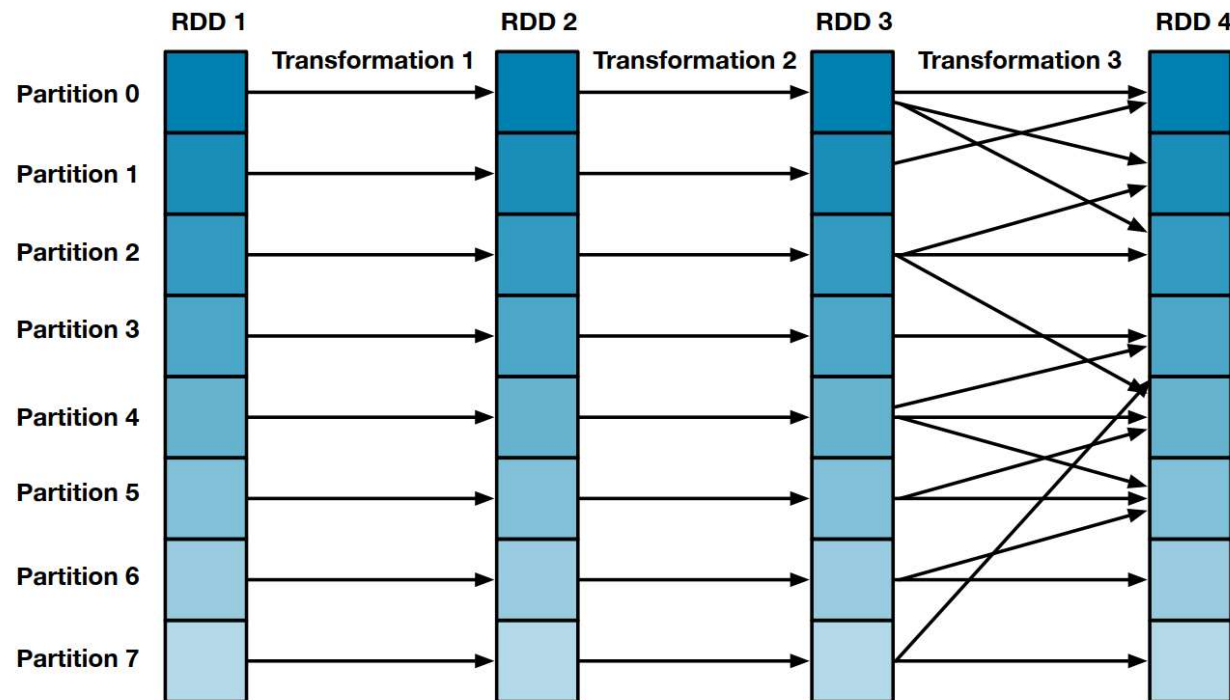 RDD 1
RDD 2
RDD 3
RDD 4
Transformation 1
Transformation 2
Transformation 3
Partition 0
Partition 1
Partition 2
Partition 3
Partition 4
Partition 5
Partition 6
Partition 7